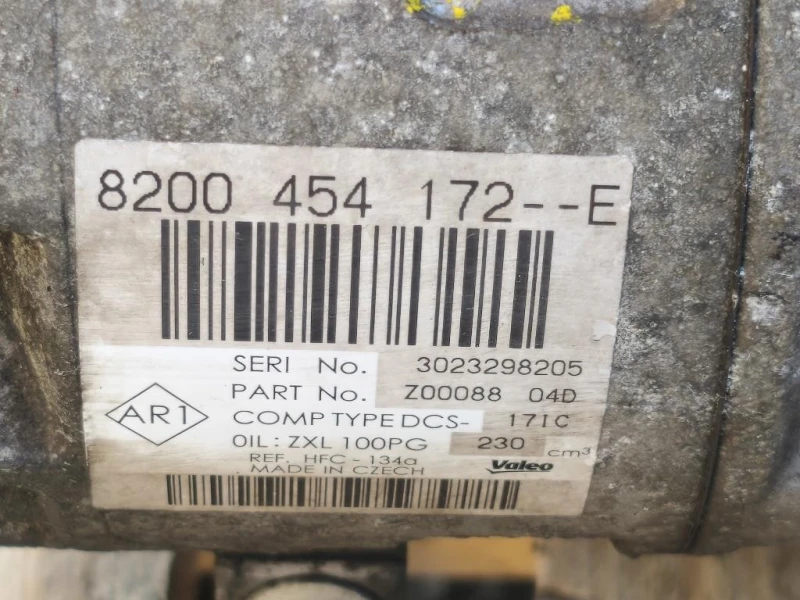 8200 454 172--E
SERI No. 3023298205
PART No. Z00088 04D
AR1
COMP TYPE DCS- 17IC
OIL: ZXL 100PG 230 cm³
REF. HFC - 134a
MADE IN CZECH
Valeo